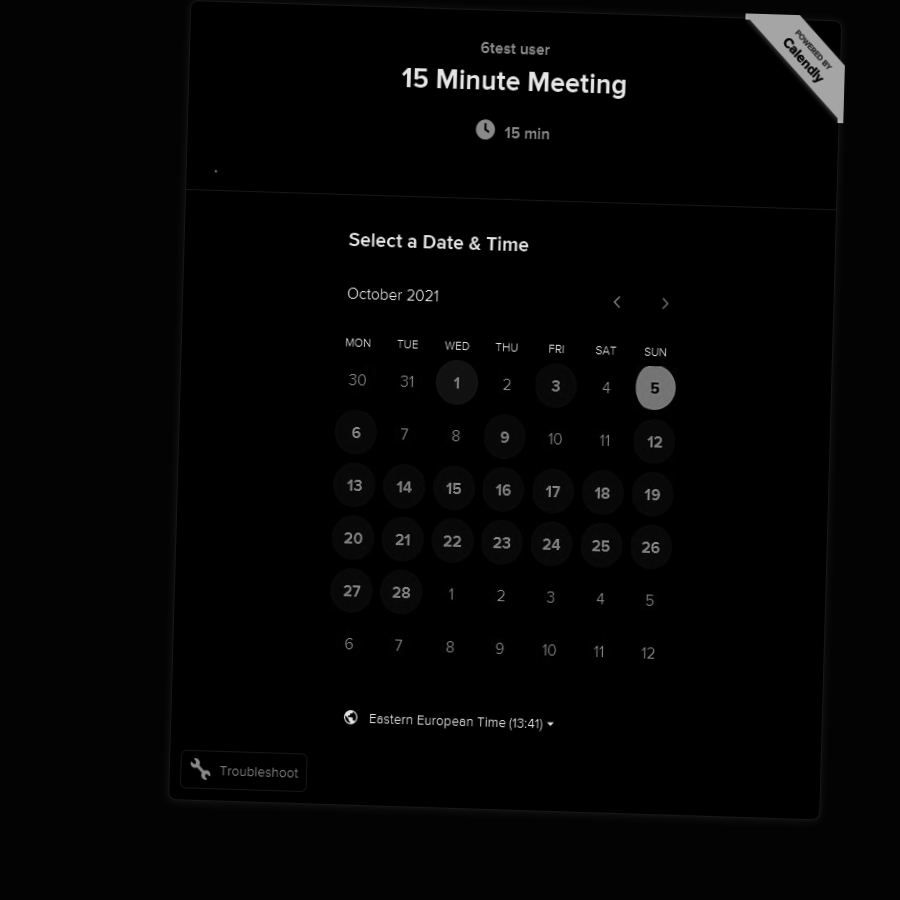 6test user
POWERED BY
Calendly
15 Minute Meeting
15 min
Select a Date & Time
October 2021
MON TUE WED THU FRI SAT SUN
30 31 1 2 3 4 5
6 7 8 9 10 11 12
13 14 15 16 17 18 19
20 21 22 23 24 25 26
27 28 1 2 3 4 5
6 7 8 9 10 11 12
Eastern European Time (13:41)
Troubleshoot